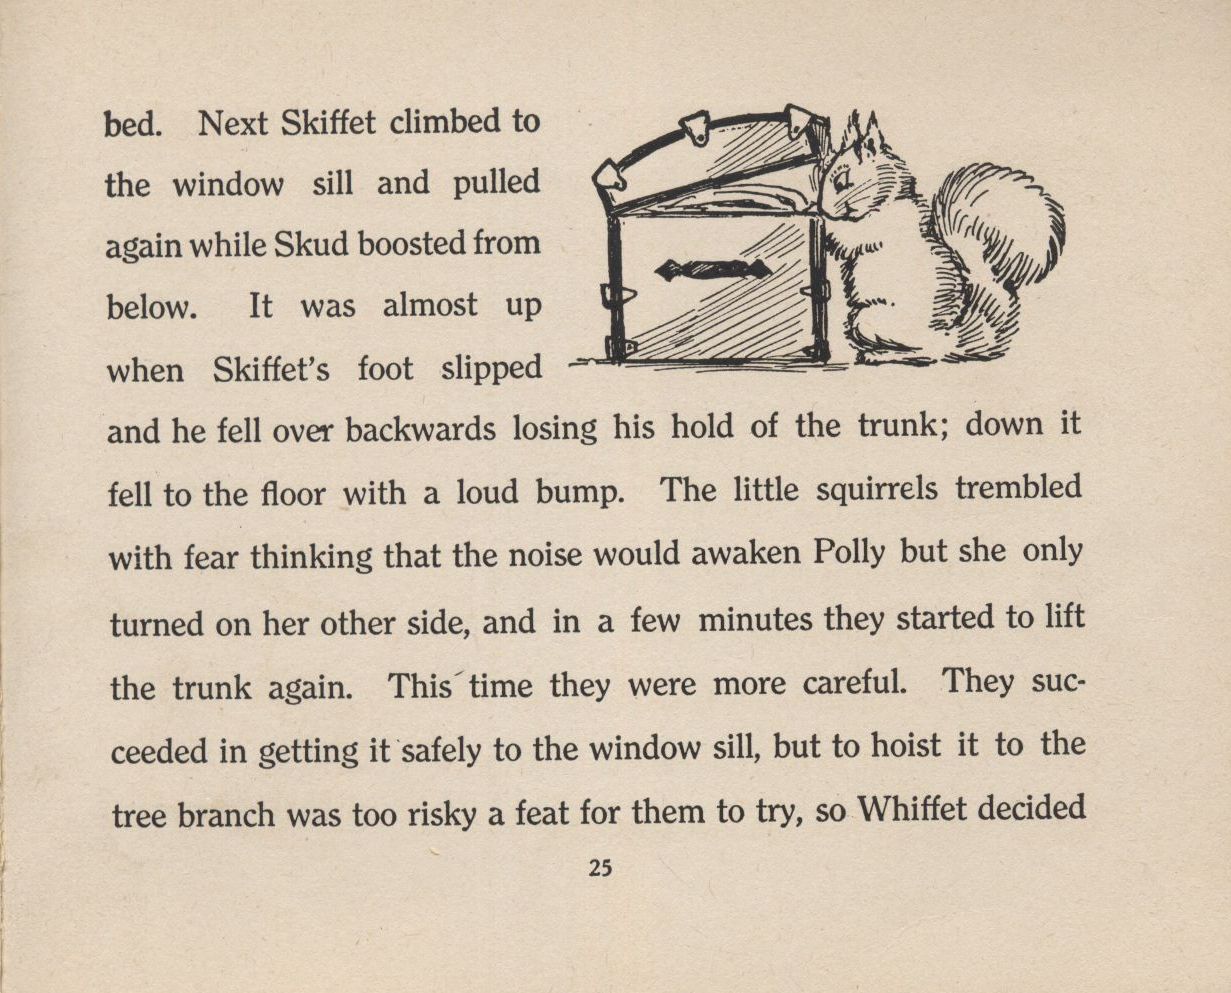 bed. Next Skiffet climbed to
the window sill and pulled
again while Skud boosted from
below. It was almost up
when Skiffet's foot slipped
and he fell over backwards losing his hold of the trunk; down it
fell to the floor with a loud bump. The little squirrels trembled
with fear thinking that the noise would awaken Polly but she only
turned on her other side, and in a few minutes they started to lift
the trunk again. This time they were more careful. They suc-
ceeded in getting it safely to the window sill, but to hoist it to the
tree branch was too risky a feat for them to try, so Whiffet decided
25